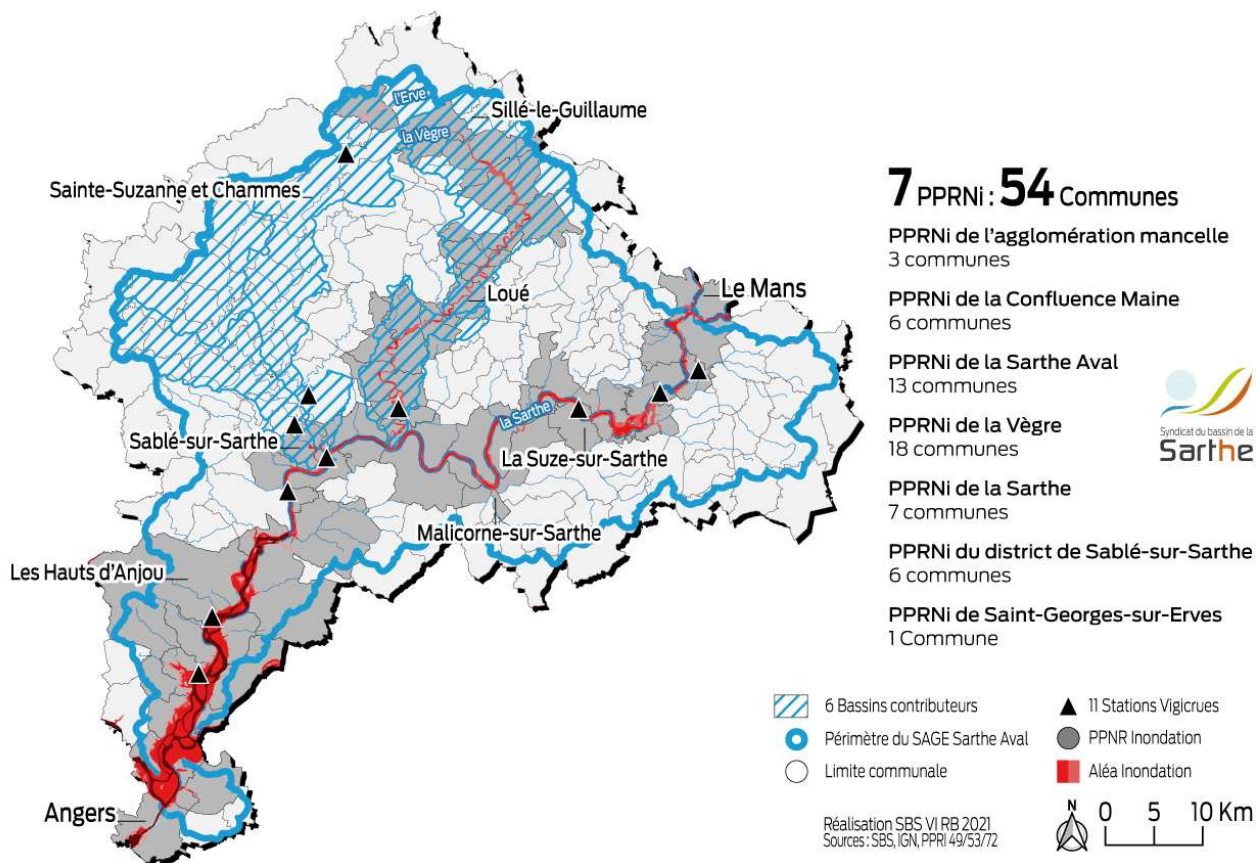 l'Erve
Sillé-le-Guillaume
la Vègre
Sainte-Suzanne et Chammes
Loué
Le Mans
Sablé-sur-Sarthe
la Sarthe
La Suze-sur-Sarthe
Malicorne-sur-Sarthe
Les Hauts d'Anjou
Angers
7 PPRNi : 54 Communes
PPRNi de l'agglomération mancelle
3 communes
PPRNi de la Confluence Maine
6 communes
PPRNi de la Sarthe Aval
13 communes
PPRNi de la Vègre
18 communes
PPRNi de la Sarthe
7 communes
PPRNi du district de Sablé-sur-Sarthe
6 communes
PPRNi de Saint-Georges-sur-Erves
1 Commune
Syndicat du bassin de la
Sarthe
6 Bassins contributeurs
Périmètre du SAGE Sarthe Aval
Limite communale
11 Stations Vigicrues
PPNR Inondation
Aléa Inondation
Réalisation SBS VI RB 2021
Sources : SBS, IGN, PPRI 49/53/72
N
0 5 10 Km